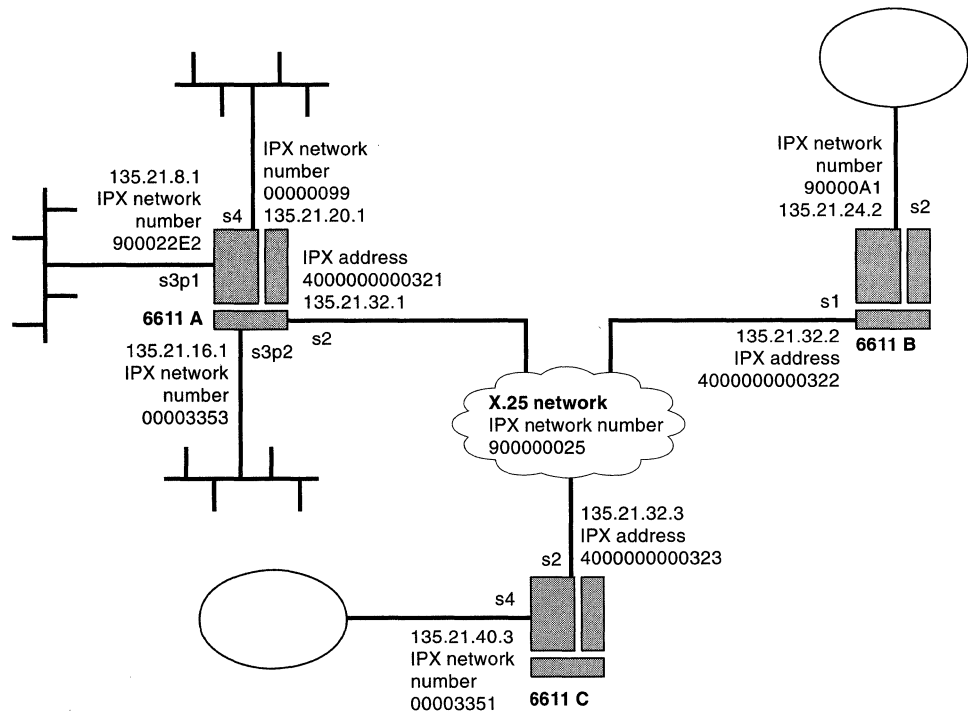 IPX network
number
00000099
135.21.20.1
s4
135.21.8.1
IPX network
number
900022E2
s3p1
IPX address
4000000000321
135.21.32.1
6611 A
s2
s3p2
135.21.16.1
IPX network
number
00003353
IPX network
number
90000A1
135.21.24.2
s2
s1
6611 B
135.21.32.2
IPX address
4000000000322
X.25 network
IPX network number
900000025
135.21.32.3
IPX address
4000000000323
s2
s4
135.21.40.3
IPX network
number
00003351
6611 C